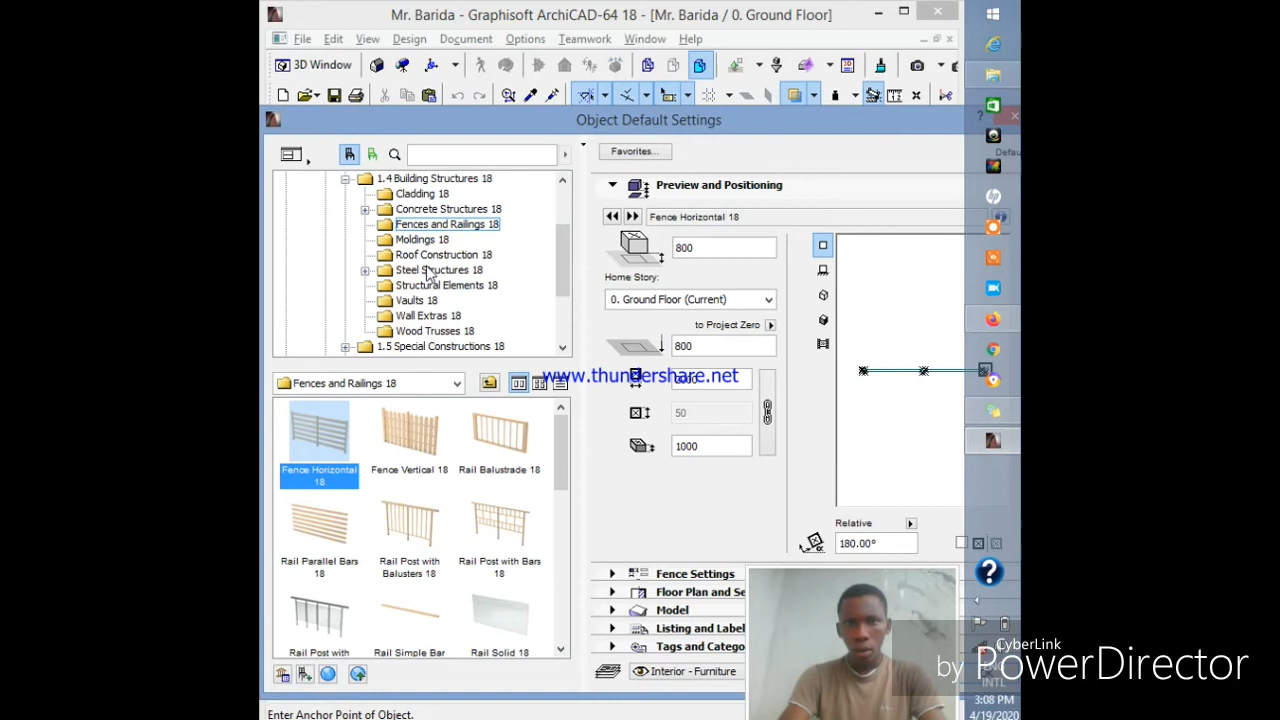 Mr. Barida - Graphisoft ArchiCAD-64 18 - [Mr. Barida / 0. Ground Floor]
File Edit View Design Document Options Teamwork Window Help
3D Window
Object Default Settings
Favorites...
Defau
1.4 Building Structures 18
Cladding 18
Concrete Structures 18
Fences and Railings 18
Moldings 18
Roof Construction 18
Steel Structures 18
Structural Elements 18
Vaults 18
Wall Extras 18
Wood Trusses 18
1.5 Special Constructions 18
Preview and Positioning
Fence Horizontal 18
800
Home Story:
0. Ground Floor (Current)
to Project Zero
800
www.thundershare.net
50
1000
Relative
180.00°
Fences and Railings 18
Fence Horizontal 18
Fence Vertical 18
Rail Balustrade 18
Rail Parallel Bars 18
Rail Post with Balusters 18
Rail Post with Bars 18
Rail Post with
Rail Simple Bar
Rail Solid 18
Fence Settings
Floor Plan and Se
Model
Listing and Label
Tags and Catego
Interior - Furniture
Enter Anchor Point of Object.
CyberLink
by PowerDirector
INTL
3:08 PM
4/19/2020